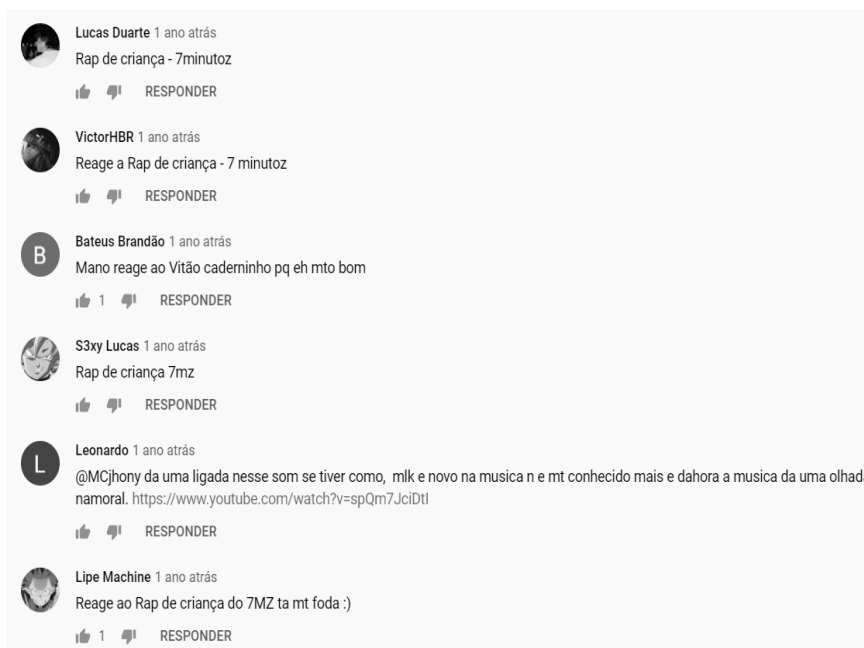 Lucas Duarte 1 ano atrás
Rap de criança - 7minutoz
RESPONDER
VictorHBR 1 ano atrás
Reage a Rap de criança - 7 minutoz
RESPONDER
B
Bateus Brandão 1 ano atrás
Mano reage ao Vitão caderninho pq eh mto bom
1 RESPONDER
S3xy Lucas 1 ano atrás
Rap de criança 7mz
RESPONDER
L
Leonardo 1 ano atrás
@MCjhony da uma ligada nesse som se tiver como, mlk e novo na musica n e mt conhecido mais e dahora a musica da uma olhada
namoral. https://www.youtube.com/watch?v=spQm7JciDtI
RESPONDER
Lipe Machine 1 ano atrás
Reage ao Rap de criança do 7MZ ta mt foda :)
1 RESPONDER